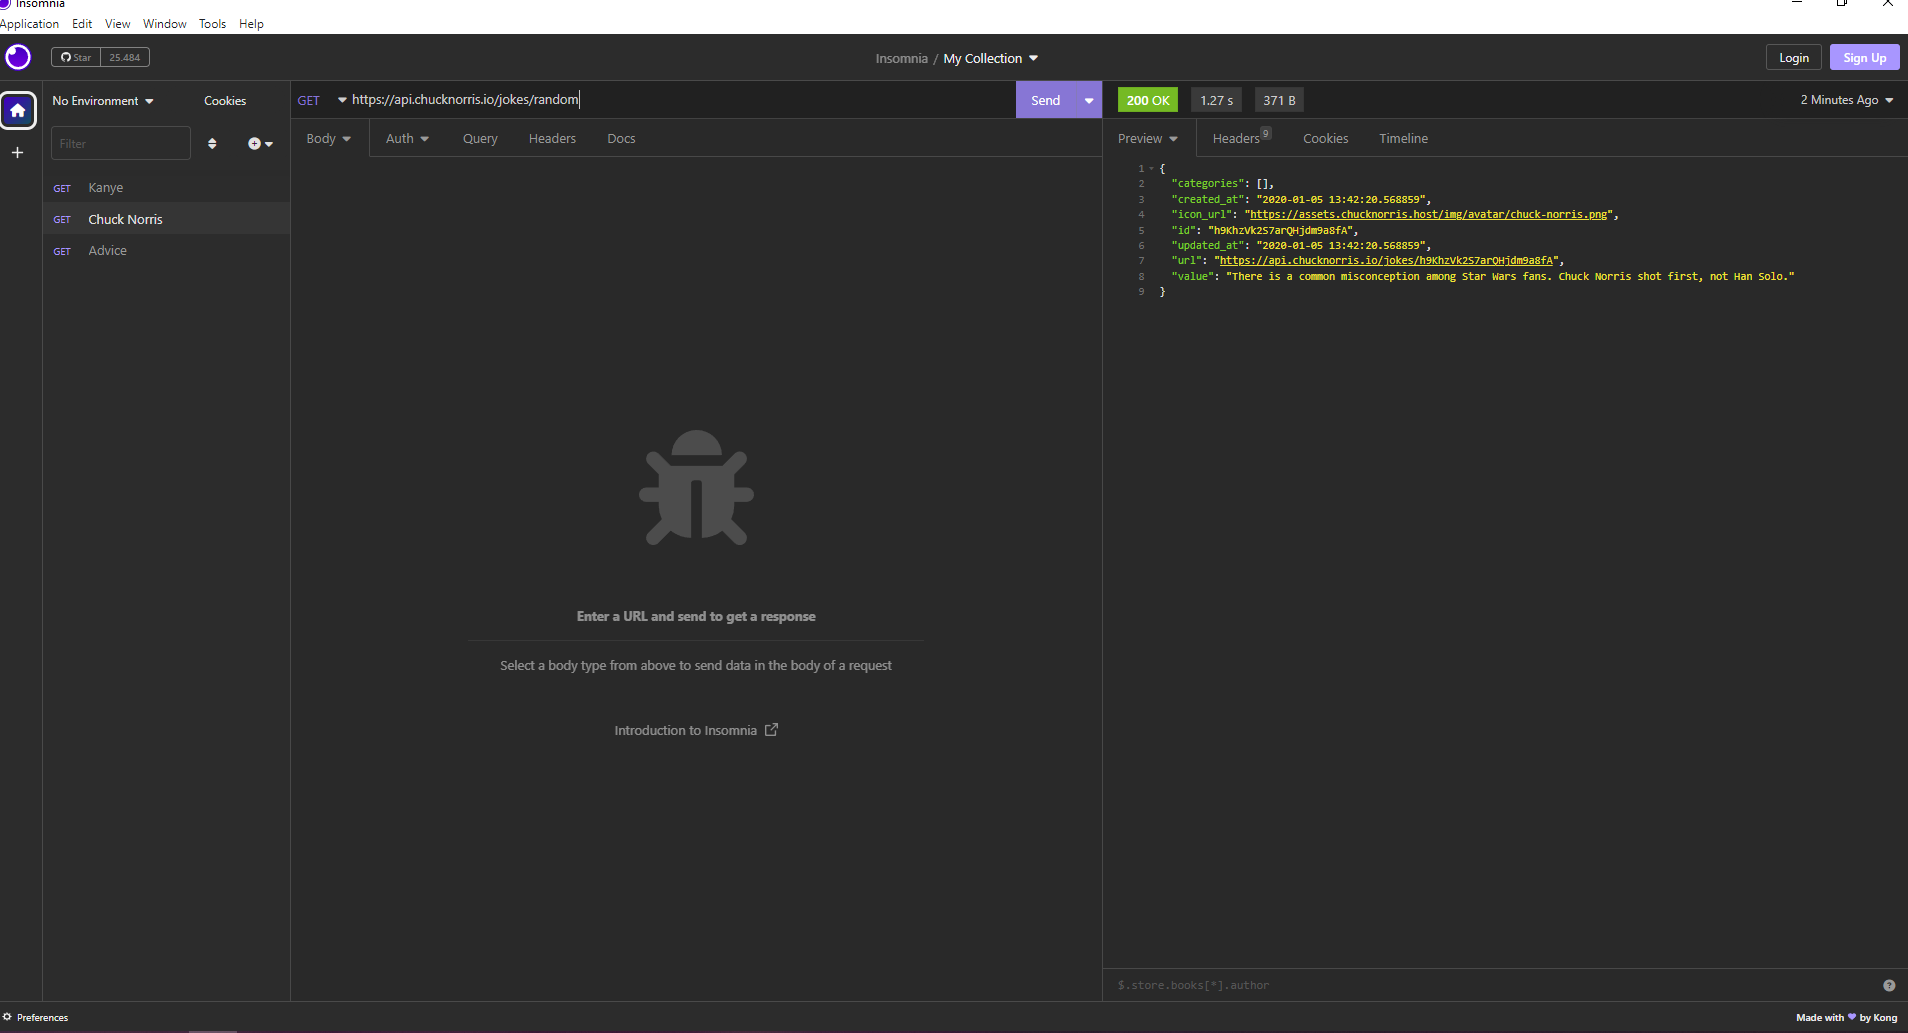 Insomnia
Application Edit View Window Tools Help
Star 25.484
Insomnia / My Collection
Login Sign Up
No Environment Cookies
GET https://api.chucknorris.io/jokes/random
Send
200 OK 1.27 s 371 B
2 Minutes Ago
Filter
Body Auth Query Headers Docs
Preview Headers 9 Cookies Timeline
GET Kanye
GET Chuck Norris
GET Advice
1 {
2 "categories": [],
3 "created_at": "2020-01-05 13:42:20.568859",
4 "icon_url": "https://assets.chucknorris.host/img/avatar/chuck-norris.png",
5 "id": "h9KhzVk2S7arQHjdm9a8fA",
6 "updated_at": "2020-01-05 13:42:20.568859",
7 "url": "https://api.chucknorris.io/jokes/h9KhzVk2S7arQHjdm9a8fA",
8 "value": "There is a common misconception among Star Wars fans. Chuck Norris shot first, not Han Solo."
9 }
Enter a URL and send to get a response
Select a body type from above to send data in the body of a request
Introduction to Insomnia
$.store.books[*].author
Preferences
Made with ♥ by Kong